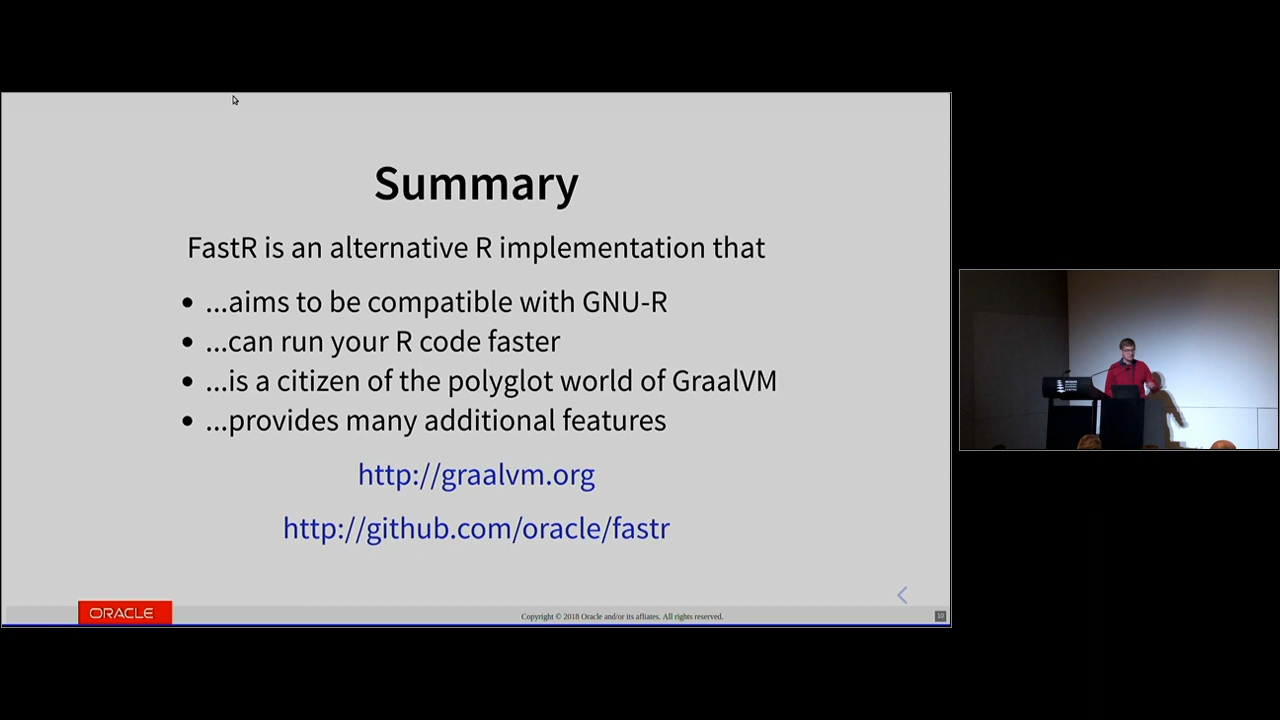 Summary
FastR is an alternative R implementation that
...aims to be compatible with GNU-R
...can run your R code faster
...is a citizen of the polyglot world of GraalVM
...provides many additional features
http://graalvm.org
http://github.com/oracle/fastr
ORACLE
Copyright © 2018 Oracle and/or its afliates. All rights reserved.